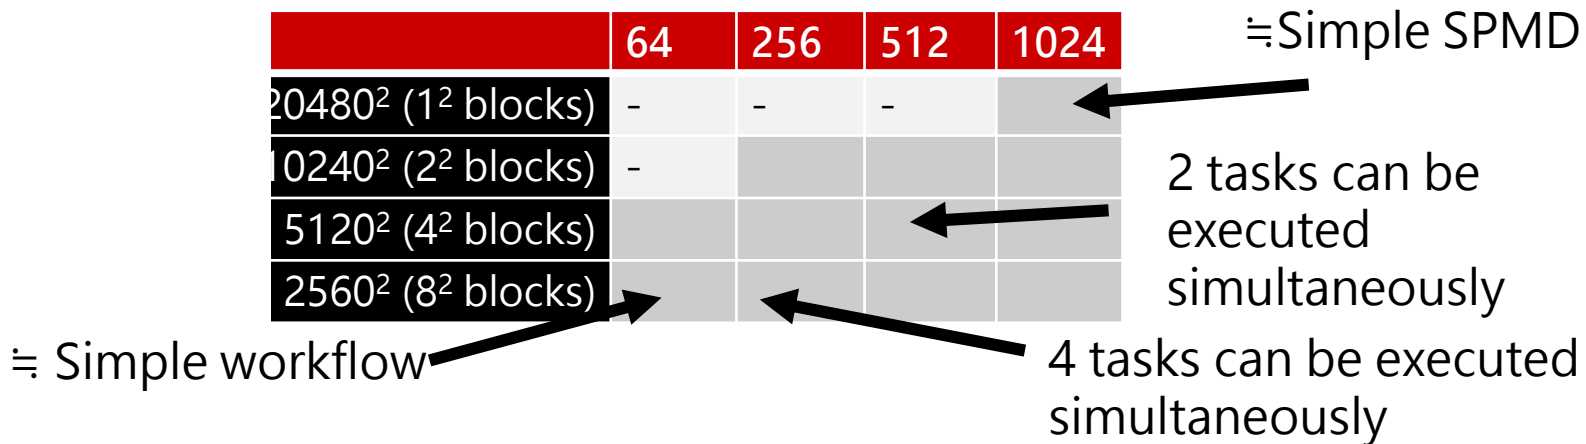 64 256 512 1024
≒Simple SPMD
20480² (1² blocks) - - -
10240² (2² blocks) -
2 tasks can be
executed
simultaneously
5120² (4² blocks)
2560² (8² blocks)
≒ Simple workflow
4 tasks can be executed
simultaneously